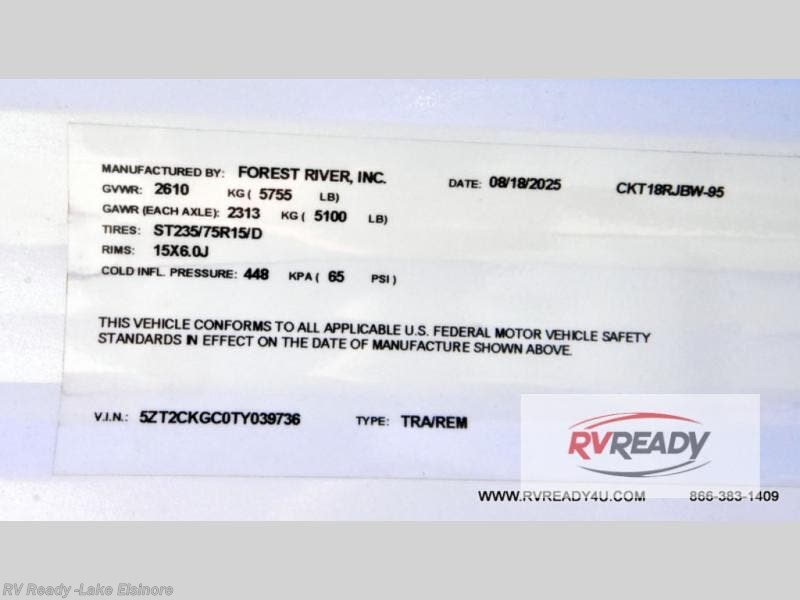 MANUFACTURED BY: FOREST RIVER, INC. DATE: 08/18/2025 CKT18RJBW-95
GVWR: 2610 KG ( 5755 LB)
GAWR (EACH AXLE): 2313 KG ( 5100 LB)
TIRES: ST235/75R15/D
RIMS: 15X6.0J
COLD INFL. PRESSURE: 448 KPA ( 65 PSI )
THIS VEHICLE CONFORMS TO ALL APPLICABLE U.S. FEDERAL MOTOR VEHICLE SAFETY
STANDARDS IN EFFECT ON THE DATE OF MANUFACTURE SHOWN ABOVE.
V.I.N.: 5ZT2CKGC0TY039736 TYPE: TRA/REM
RVREADY
WWW.RVREADY4U.COM 866-383-1409
RV Ready -Lake Elsinore